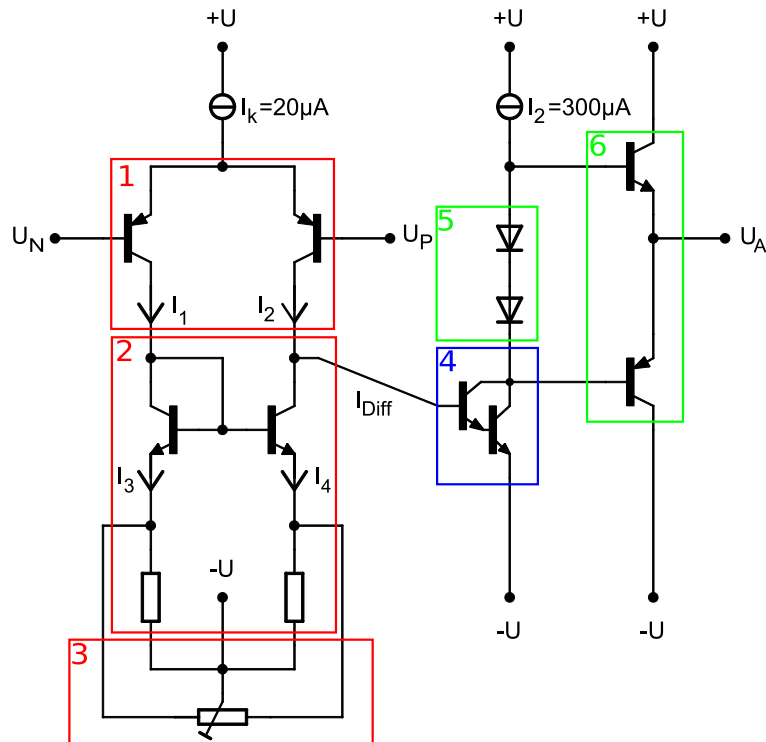 +U +U +U
I_k=20µA I_2=300µA
1
6
5
U_N U_P U_A
I_1 I_2
2
4
I_Diff
I_3 I_4
-U
-U -U
3